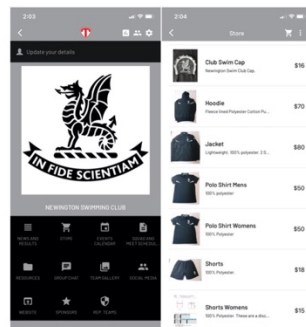 2:03
Update your details
IN FIDE SCIENTIAM
NEWINGTON SWIMMING CLUB
NEWS AND
RESULTS
STORE
EVENTS
CALENDAR
SQUAD AND
MEET SCHEDUL..
RESOURCES
GROUP CHAT
TEAM GALLERY
SOCIAL MEDIA
WEBSITE
SPONSORS
INIT TEAMS
2:04
Store
Club Swim Cap
Newington Swim Club Cap.
$16
Hoodie
Fleece lined Polyester Cotton Pu..
$70
Jacket
Lightweight. 100% polyester. 2 0..
$80
Polo Shirt Mens
100% polyester
$50
Polo Shirt Womens
100% Polyester
$50
Shorts
100% Polyester.
$18
Shorts Womens
100% Polyester. These are a disc..
$15